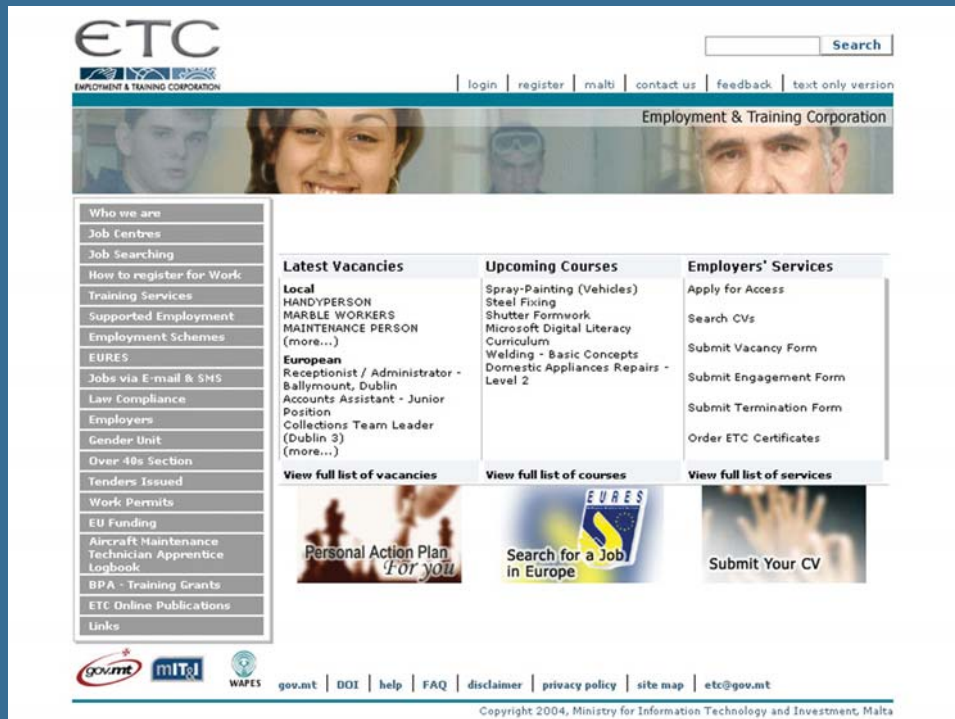 ETC
EMPLOYMENT & TRAINING CORPORATION
Search
login | register | malti | contact us | feedback | text only version
Employment & Training Corporation
Who we are
Job Centres
Job Searching
How to register for Work
Training Services
Supported Employment
Employment Schemes
EURES
Jobs via E-mail & SMS
Law Compliance
Employers
Gender Unit
Over 40s Section
Tenders Issued
Work Permits
EU Funding
Aircraft Maintenance
Technician Apprentice
Logbook
BPA - Training Grants
ETC Online Publications
Links
Latest Vacancies
Local
HANDYPERSON
MARBLE WORKERS
MAINTENANCE PERSON
(more...)
European
Receptionist / Administrator -
Ballymount, Dublin
Accounts Assistant - Junior
Position
Collections Team Leader
(Dublin 3)
(more...)
View full list of vacancies
Upcoming Courses
Spray-Painting (Vehicles)
Steel Fixing
Shutter Formwork
Microsoft Digital Literacy
Curriculum
Welding - Basic Concepts
Domestic Appliances Repairs -
Level 2
View full list of courses
Employers' Services
Apply for Access
Search CVs
Submit Vacancy Form
Submit Engagement Form
Submit Termination Form
Order ETC Certificates
View full list of services
Personal Action Plan
For you
EURES
Search for a Job
in Europe
Submit Your CV
gov.mt
mIT&I
WAPES
gov.mt | DOI | help | FAQ | disclaimer | privacy policy | site map | etc@gov.mt
Copyright 2004, Ministry for Information Technology and Investment, Malta